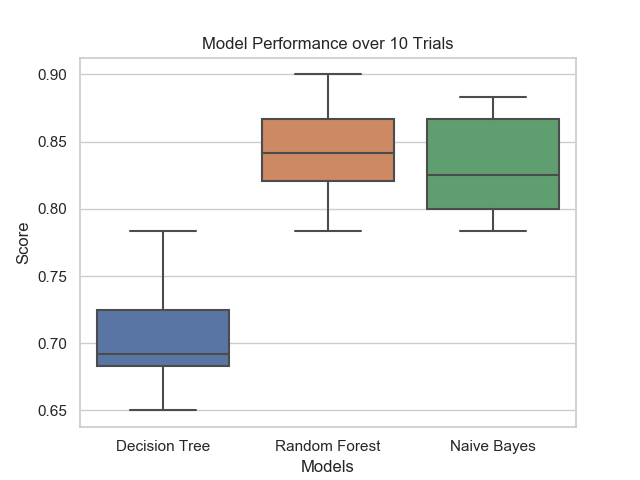 Model Performance over 10 Trials
Score
0.90
0.85
0.80
0.75
0.70
0.65
Decision Tree
Random Forest
Naive Bayes
Models